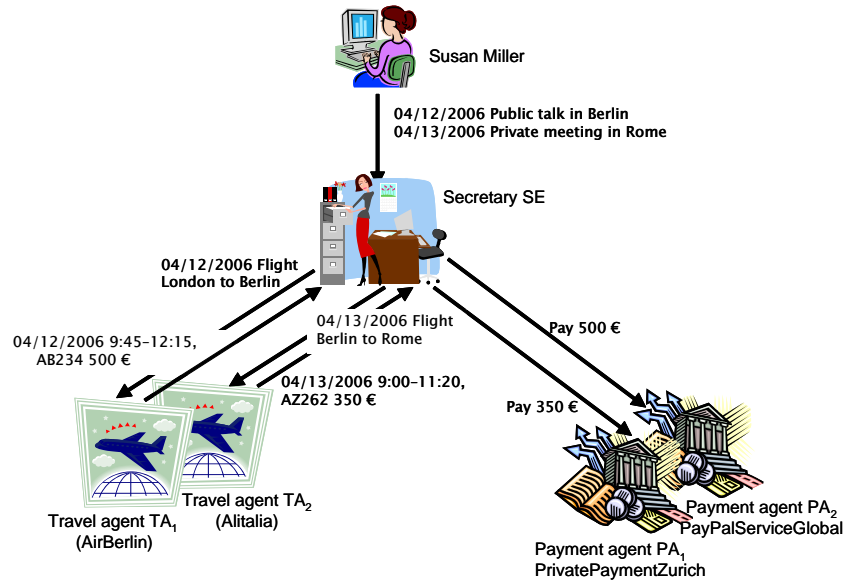 Susan Miller
04/12/2006 Public talk in Berlin
04/13/2006 Private meeting in Rome
Secretary SE
04/12/2006 Flight
London to Berlin
04/12/2006 9:45-12:15,
AB234 500 €
04/13/2006 Flight
Berlin to Rome
04/13/2006 9:00-11:20,
AZ262 350 €
Pay 500 €
Pay 350 €
Travel agent TA1
(AirBerlin)
Travel agent TA2
(Alitalia)
Payment agent PA2
PayPalServiceGlobal
Payment agent PA1
PrivatePaymentZurich